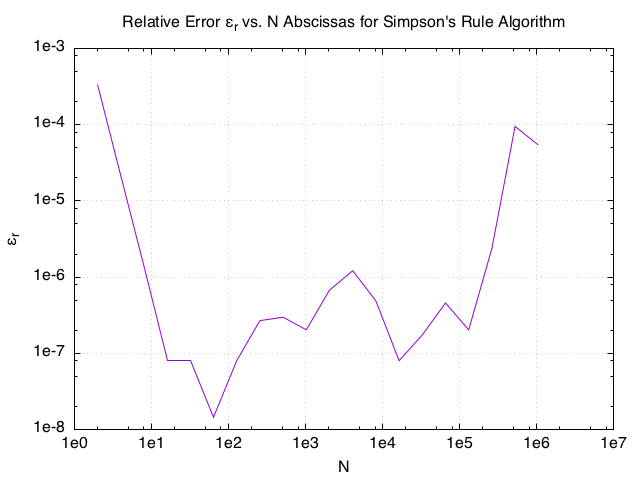 Relative Error εr vs. N Abscissas for Simpson's Rule Algorithm
1e-3
1e-4
1e-5
εr
1e-6
1e-7
1e-8
1e0 1e1 1e2 1e3 1e4 1e5 1e6 1e7
N